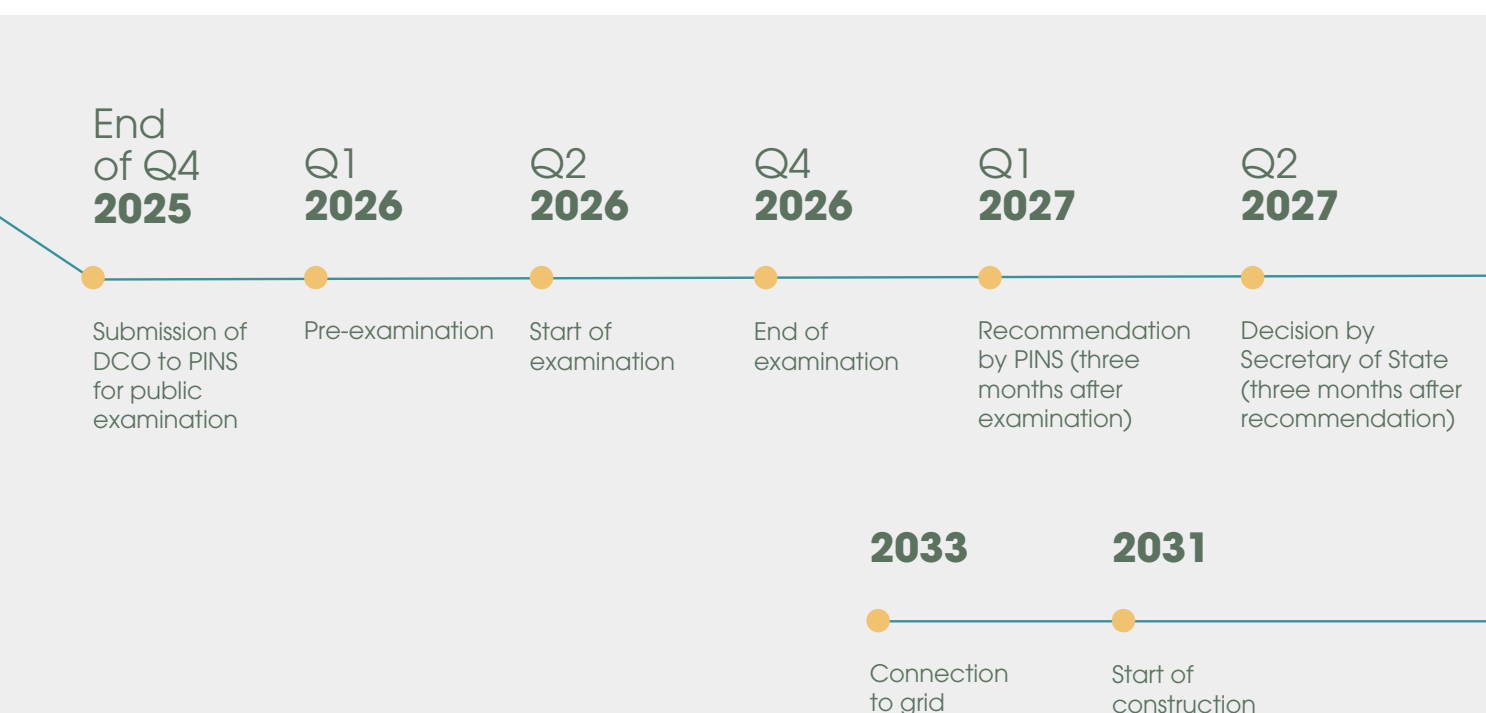 End
of Q4
2025
Submission of
DCO to PINS
for public
examination
Q1
2026
Pre-examination
Q2
2026
Start of
examination
Q4
2026
End of
examination
Q1
2027
Recommendation
by PINS (three
months after
examination)
Q2
2027
Decision by
Secretary of State
(three months after
recommendation)
2033
Connection
to grid
2031
Start of
construction